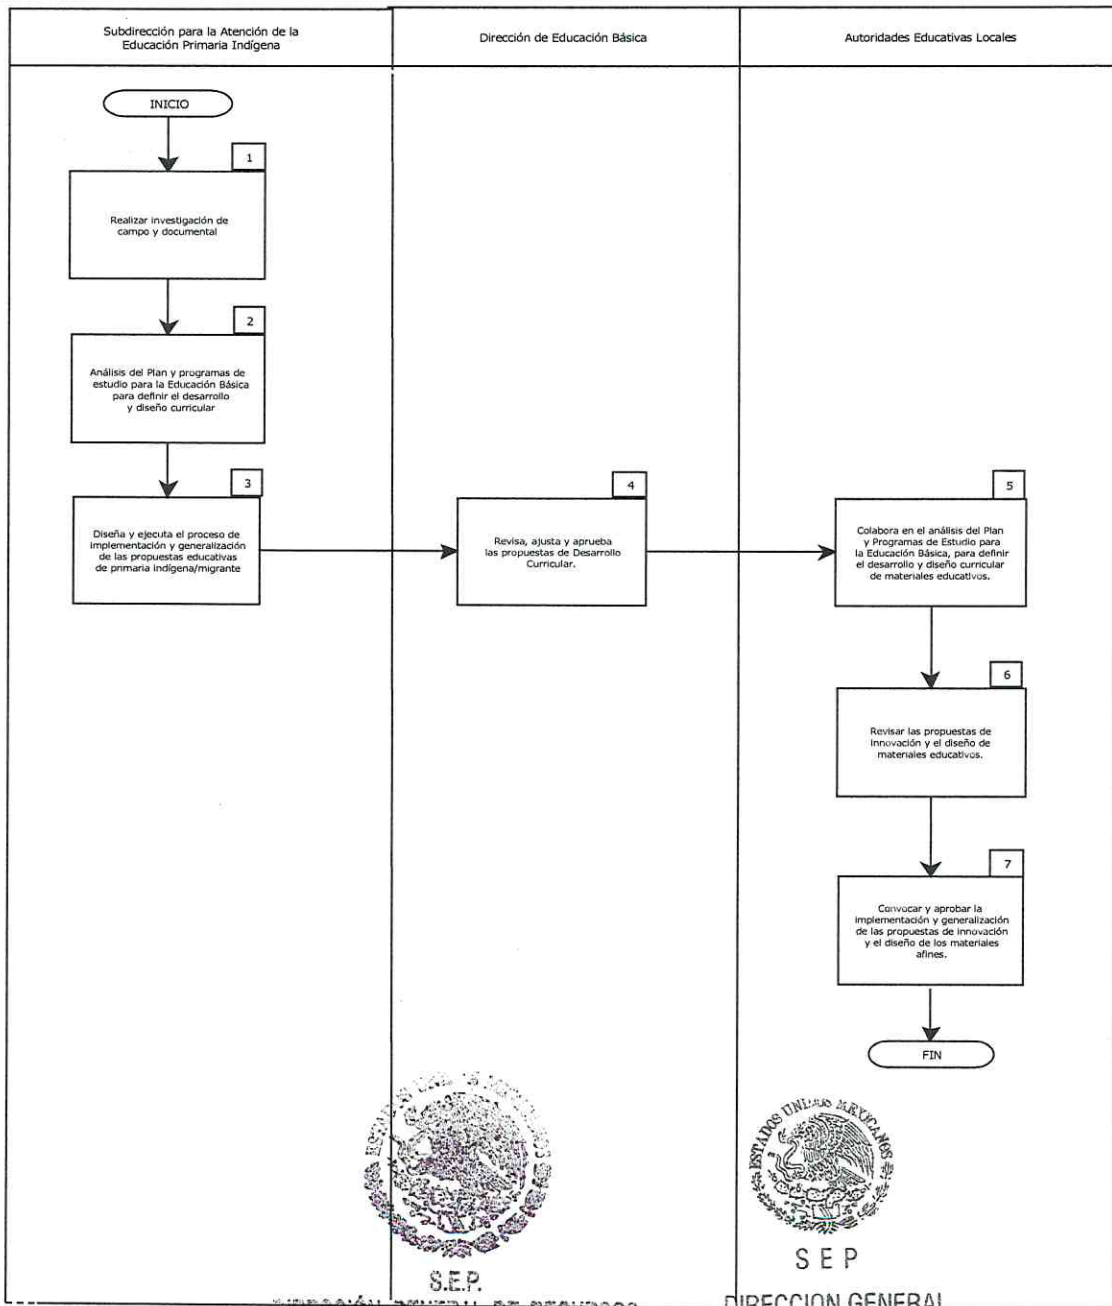 Subdirección para la Atención de la
Educación Primaria Indígena
Dirección de Educación Básica
Autoridades Educativas Locales
INICIO
1
Realizar investigación de
campo y documental
2
Análisis del Plan y programas de
estudio para la Educación Básica
para definir el desarrollo
y diseño curricular
3
Diseña y ejecuta el proceso de
implementación y generalización
de las propuestas educativas
de primaria indígena/migrante
4
Revisa, ajusta y aprueba
las propuestas de Desarrollo
Curricular.
5
Colabora en el análisis del Plan
y Programas de Estudio para
la Educación Básica, para definir
el desarrollo y diseño curricular
de materiales educativos.
6
Revisar las propuestas de
innovación y el diseño de
materiales educativos.
7
Convocar y aprobar la
implementación y generalización
de las propuestas de innovación
y el diseño de los materiales
afines.
FIN
ESTADOS UNIDOS MEXICANOS
S.E.P.
ESTADOS UNIDOS MEXICANOS
S E P
DIRECCION GENERAL